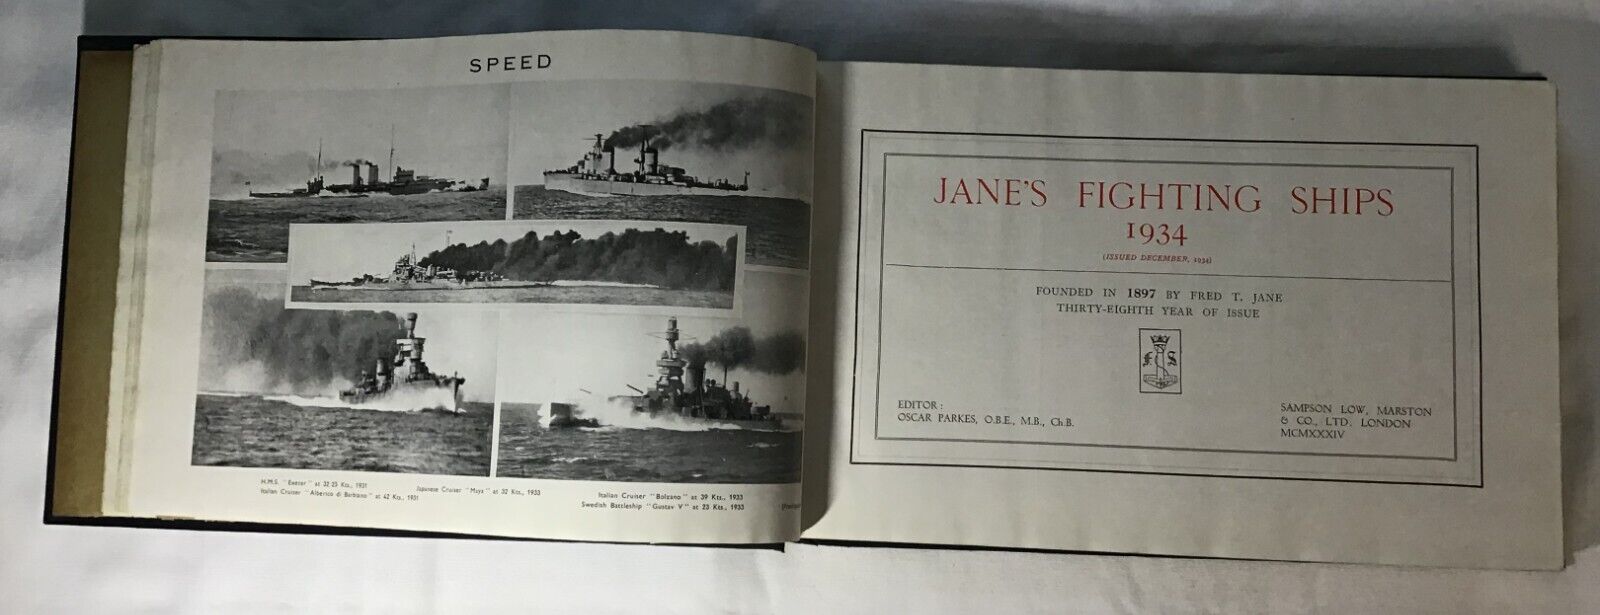 SPEED
H.M.S. "Exeter" at 32.25 Kts., 1931
Italian Cruiser "Alberico di Barbiano" at 42 Kts., 1931
Japanese Cruiser "Maya" at 32 Kts., 1933
Italian Cruiser "Bolzano" at 39 Kts., 1933
Swedish Battleship "Gustav V" at 23 Kts., 1933
JANE'S FIGHTING SHIPS
1934
(ISSUED DECEMBER, 1934)
FOUNDED IN 1897 BY FRED T. JANE
THIRTY-EIGHTH YEAR OF ISSUE
EDITOR:
OSCAR PARKES, O.B.E., M.B., Ch.B.
SAMPSON LOW, MARSTON
& CO., LTD. LONDON
MCMXXXIV